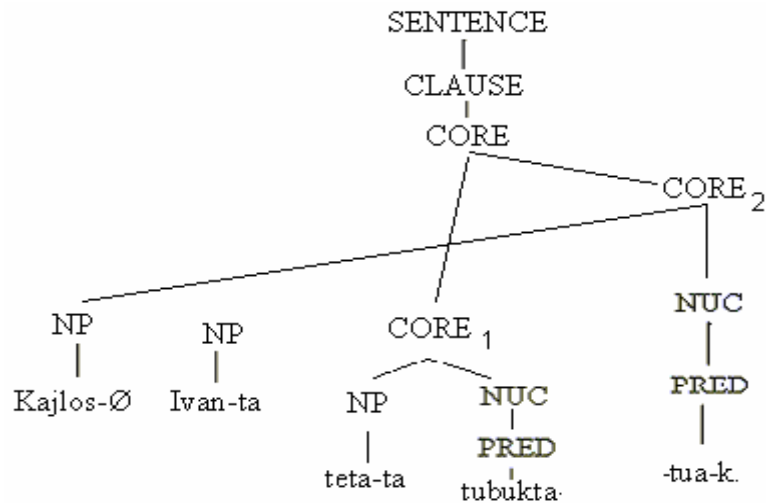 SENTENCE
CLAUSE
CORE
CORE 2
NP NP CORE 1 NUC
Kajlos-Ø Ivan-ta NP NUC PRED
PRED
teta-ta tubukta- -tua-k.